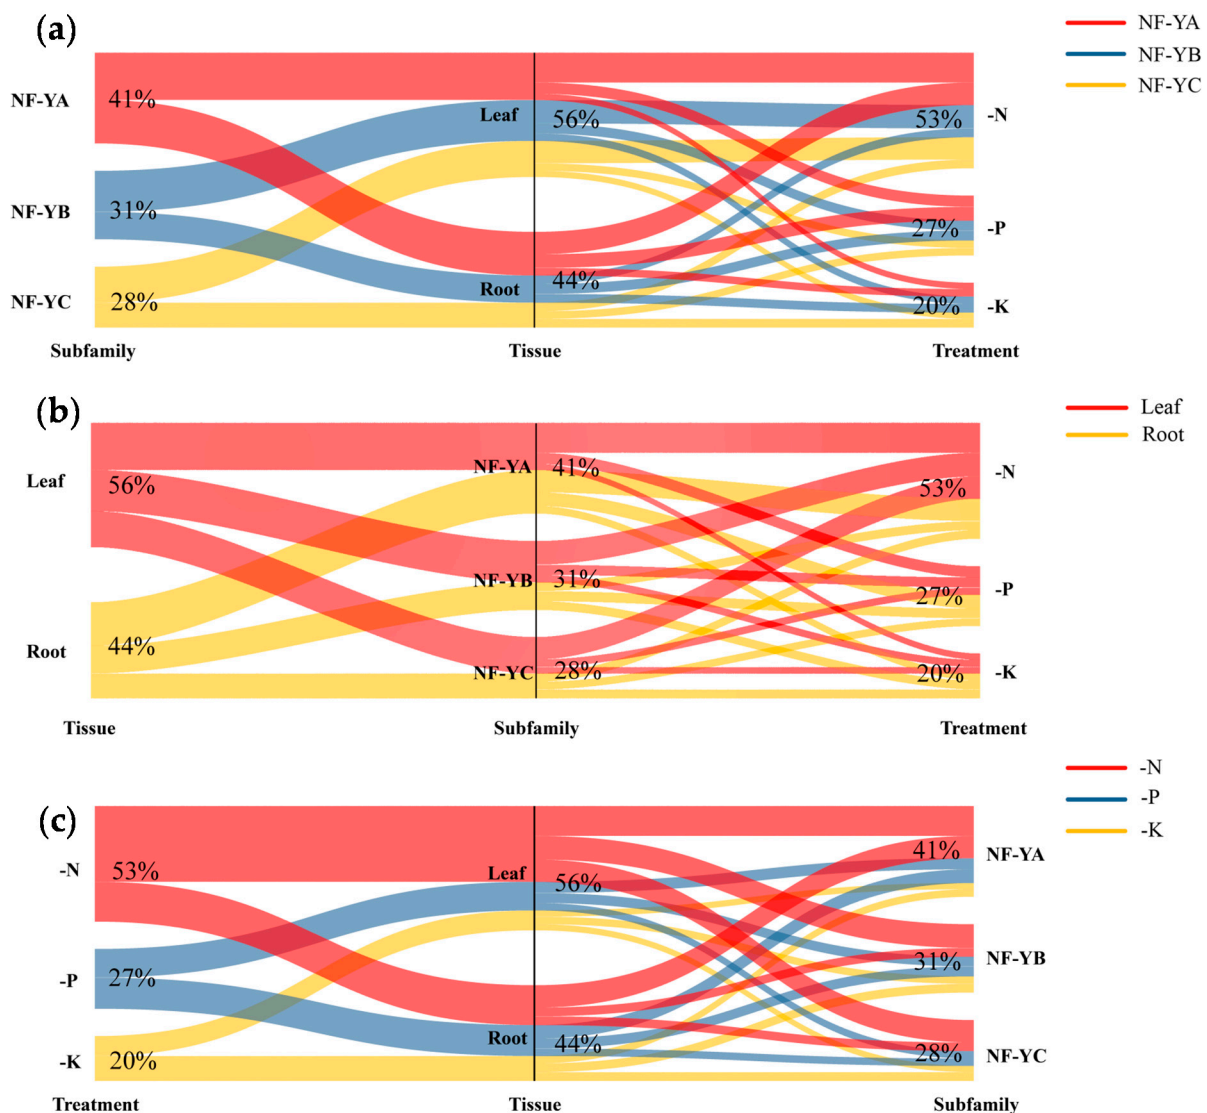 (a)
NF-YA
NF-YB
NF-YC
NF-YA
41%
NF-YB
31%
NF-YC
28%
Leaf
56%
Root
44%
53%
-N
27%
-P
20%
-K
Subfamily
Tissue
Treatment
(b)
Leaf
Root
Leaf
56%
Root
44%
NF-YA
41%
NF-YB
31%
NF-YC
28%
53%
-N
27%
-P
20%
-K
Tissue
Subfamily
Treatment
(c)
-N
-P
-K
-N
53%
-P
27%
-K
20%
Leaf
56%
Root
44%
41%
NF-YA
31%
NF-YB
28%
NF-YC
Treatment
Tissue
Subfamily